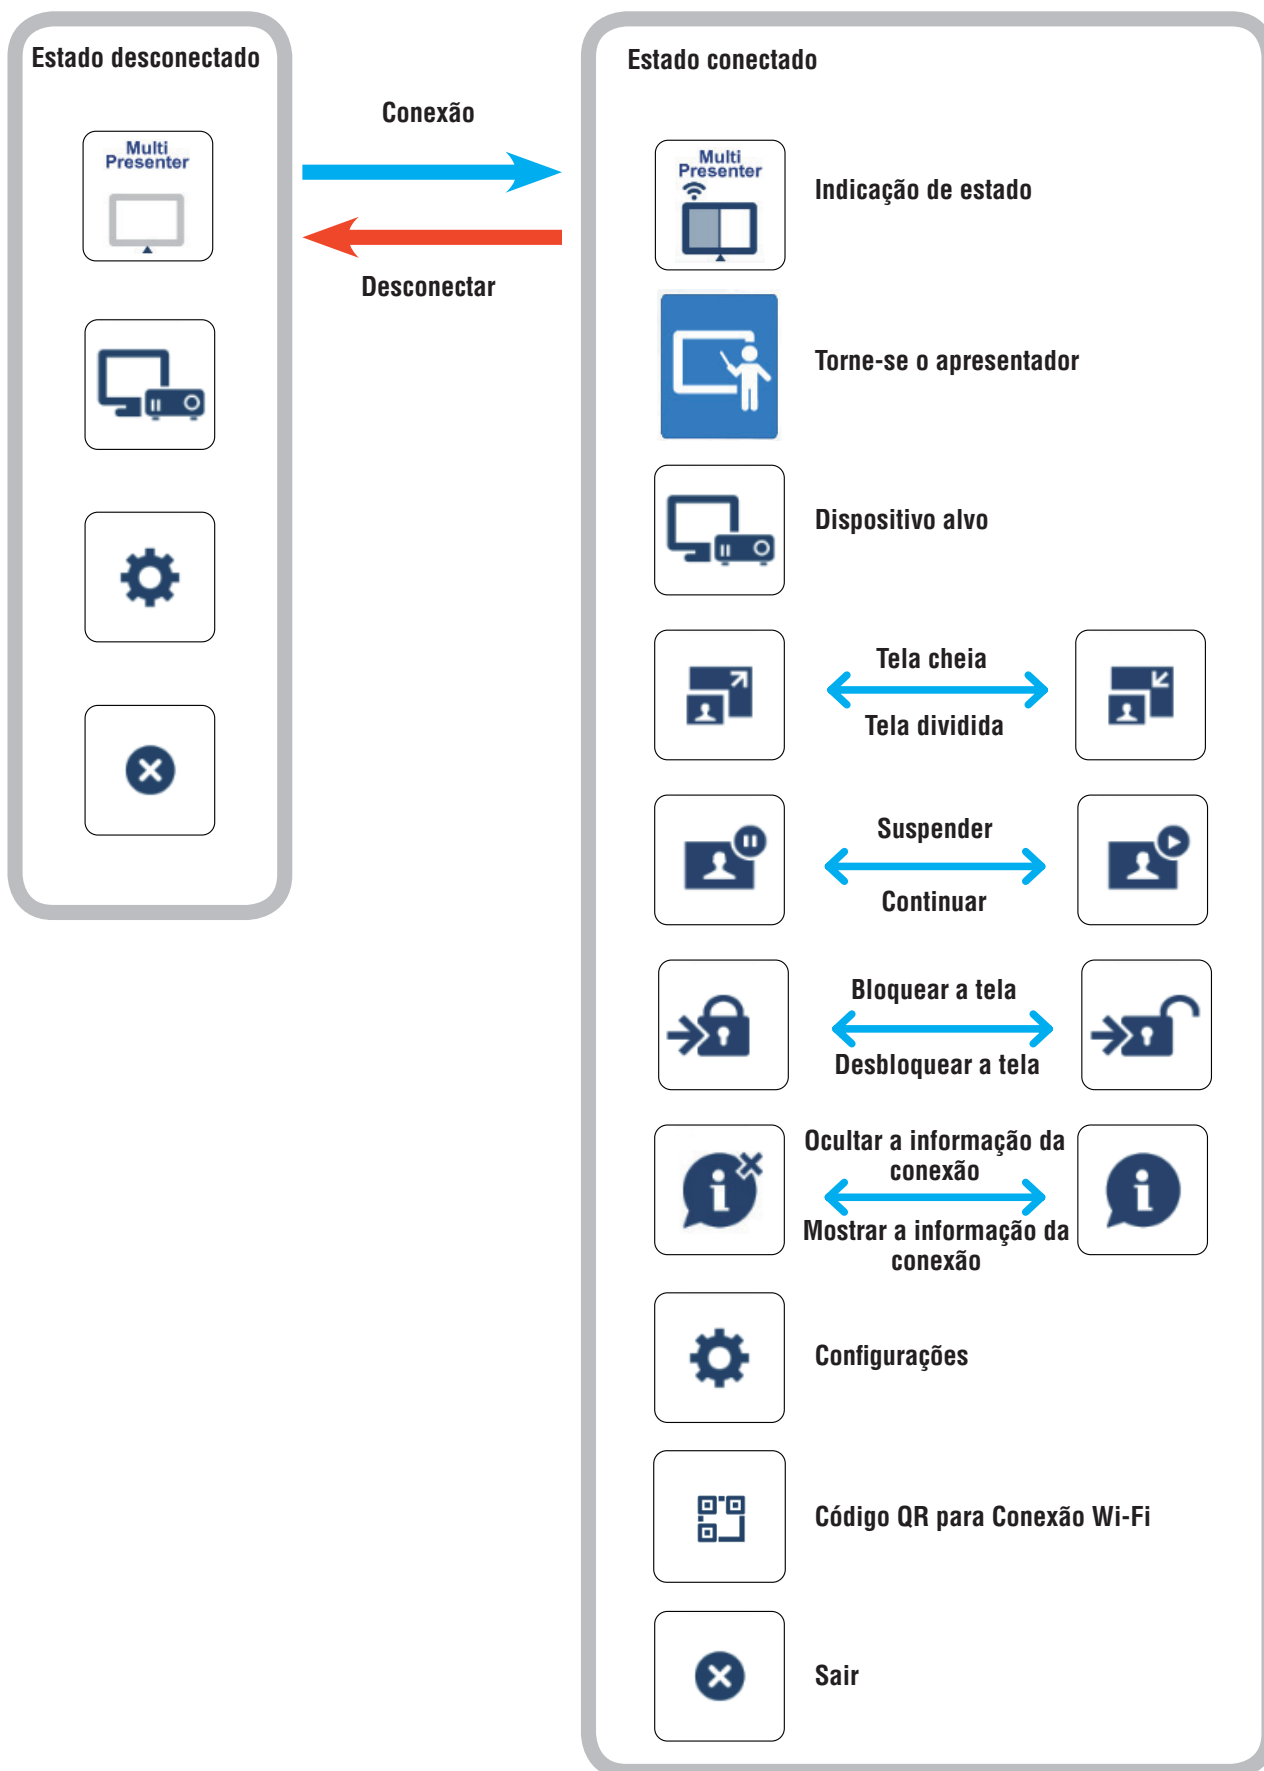 Estado desconectado
Multi
Presenter
Conexão
Desconectar
Estado conectado
Multi
Presenter
Indicação de estado
Torne-se o apresentador
Dispositivo alvo
Tela cheia
Tela dividida
Suspender
Continuar
Bloquear a tela
Desbloquear a tela
Ocultar a informação da
conexão
Mostrar a informação da
conexão
Configurações
Código QR para Conexão Wi-Fi
Sair